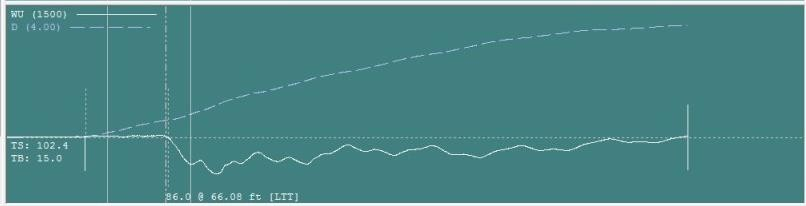 WU (1500)
D (4.00)
TS: 102.4
TB: 15.0
86.0 @ 66.08 ft [LTT]